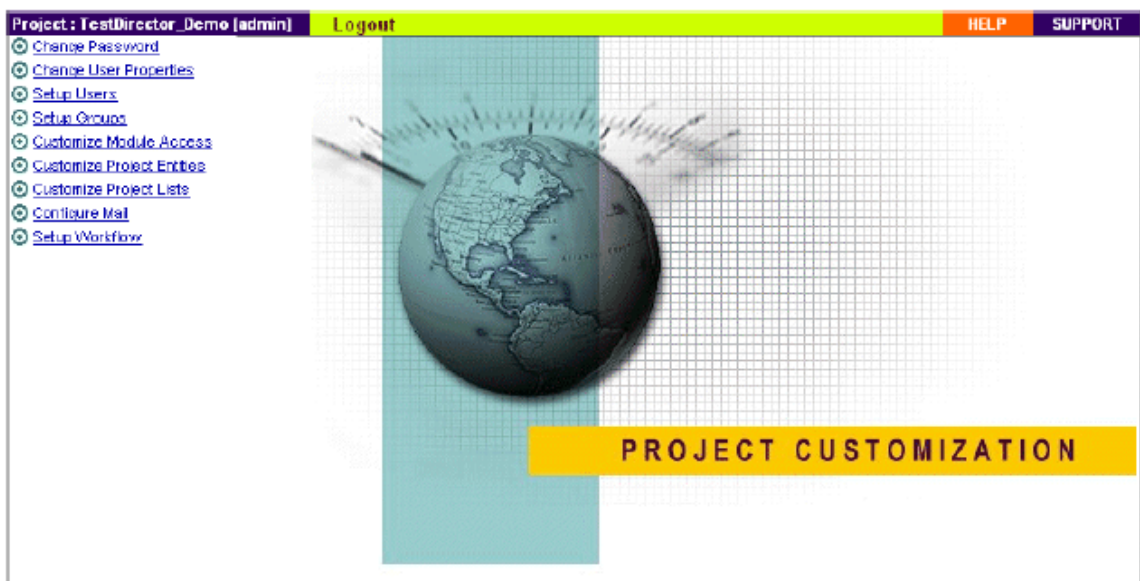 Project : TestDirector_Demo [admin] Logout HELP SUPPORT
Change Password
Change User Properties
Setup Users
Setup Groups
Customize Module Access
Customize Project Entities
Customize Project Lists
Configure Mail
Setup Workflow
PROJECT CUSTOMIZATION